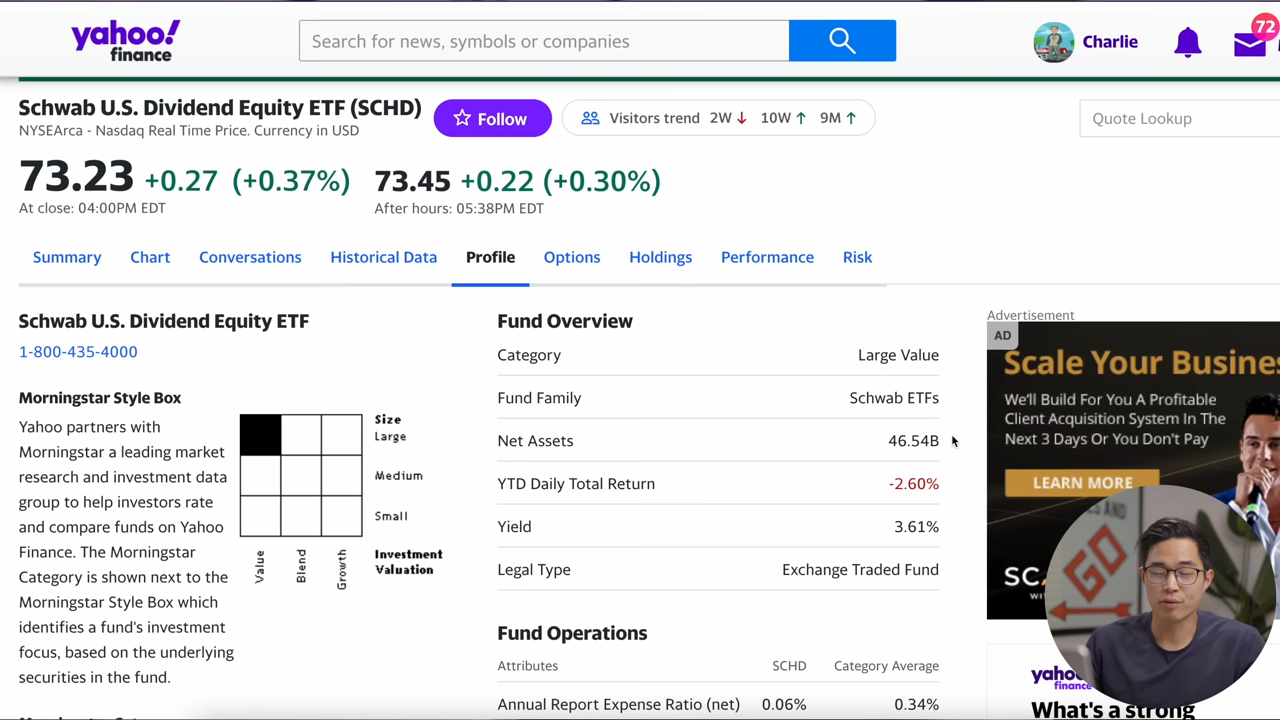 yahoo!
finance
Search for news, symbols or companies
Charlie
72
Schwab U.S. Dividend Equity ETF (SCHD)
Follow
Visitors trend 2W ↓ 10W ↑ 9M ↑
Quote Lookup
NYSEArca - Nasdaq Real Time Price. Currency in USD
73.23 +0.27 (+0.37%)
73.45 +0.22 (+0.30%)
At close: 04:00PM EDT
After hours: 05:38PM EDT
Summary
Chart
Conversations
Historical Data
Profile
Options
Holdings
Performance
Risk
Schwab U.S. Dividend Equity ETF
1-800-435-4000
Morningstar Style Box
Yahoo partners with
Morningstar a leading market
research and investment data
group to help investors rate
and compare funds on Yahoo
Finance. The Morningstar
Category is shown next to the
Morningstar Style Box which
identifies a fund's investment
focus, based on the underlying
securities in the fund.
Size
Large
Medium
Small
Investment
Valuation
Value
Blend
Growth
Fund Overview
Category Large Value
Fund Family Schwab ETFs
Net Assets 46.54B
YTD Daily Total Return -2.60%
Yield 3.61%
Legal Type Exchange Traded Fund
Fund Operations
Attributes SCHD Category Average
Annual Report Expense Ratio (net) 0.06% 0.34%
Advertisement
AD
Scale Your Busines
We'll Build For You A Profitable
Client Acquisition System In The
Next 3 Days Or You Don't Pay
LEARN MORE
GO
yahoo
finance
What's a strong